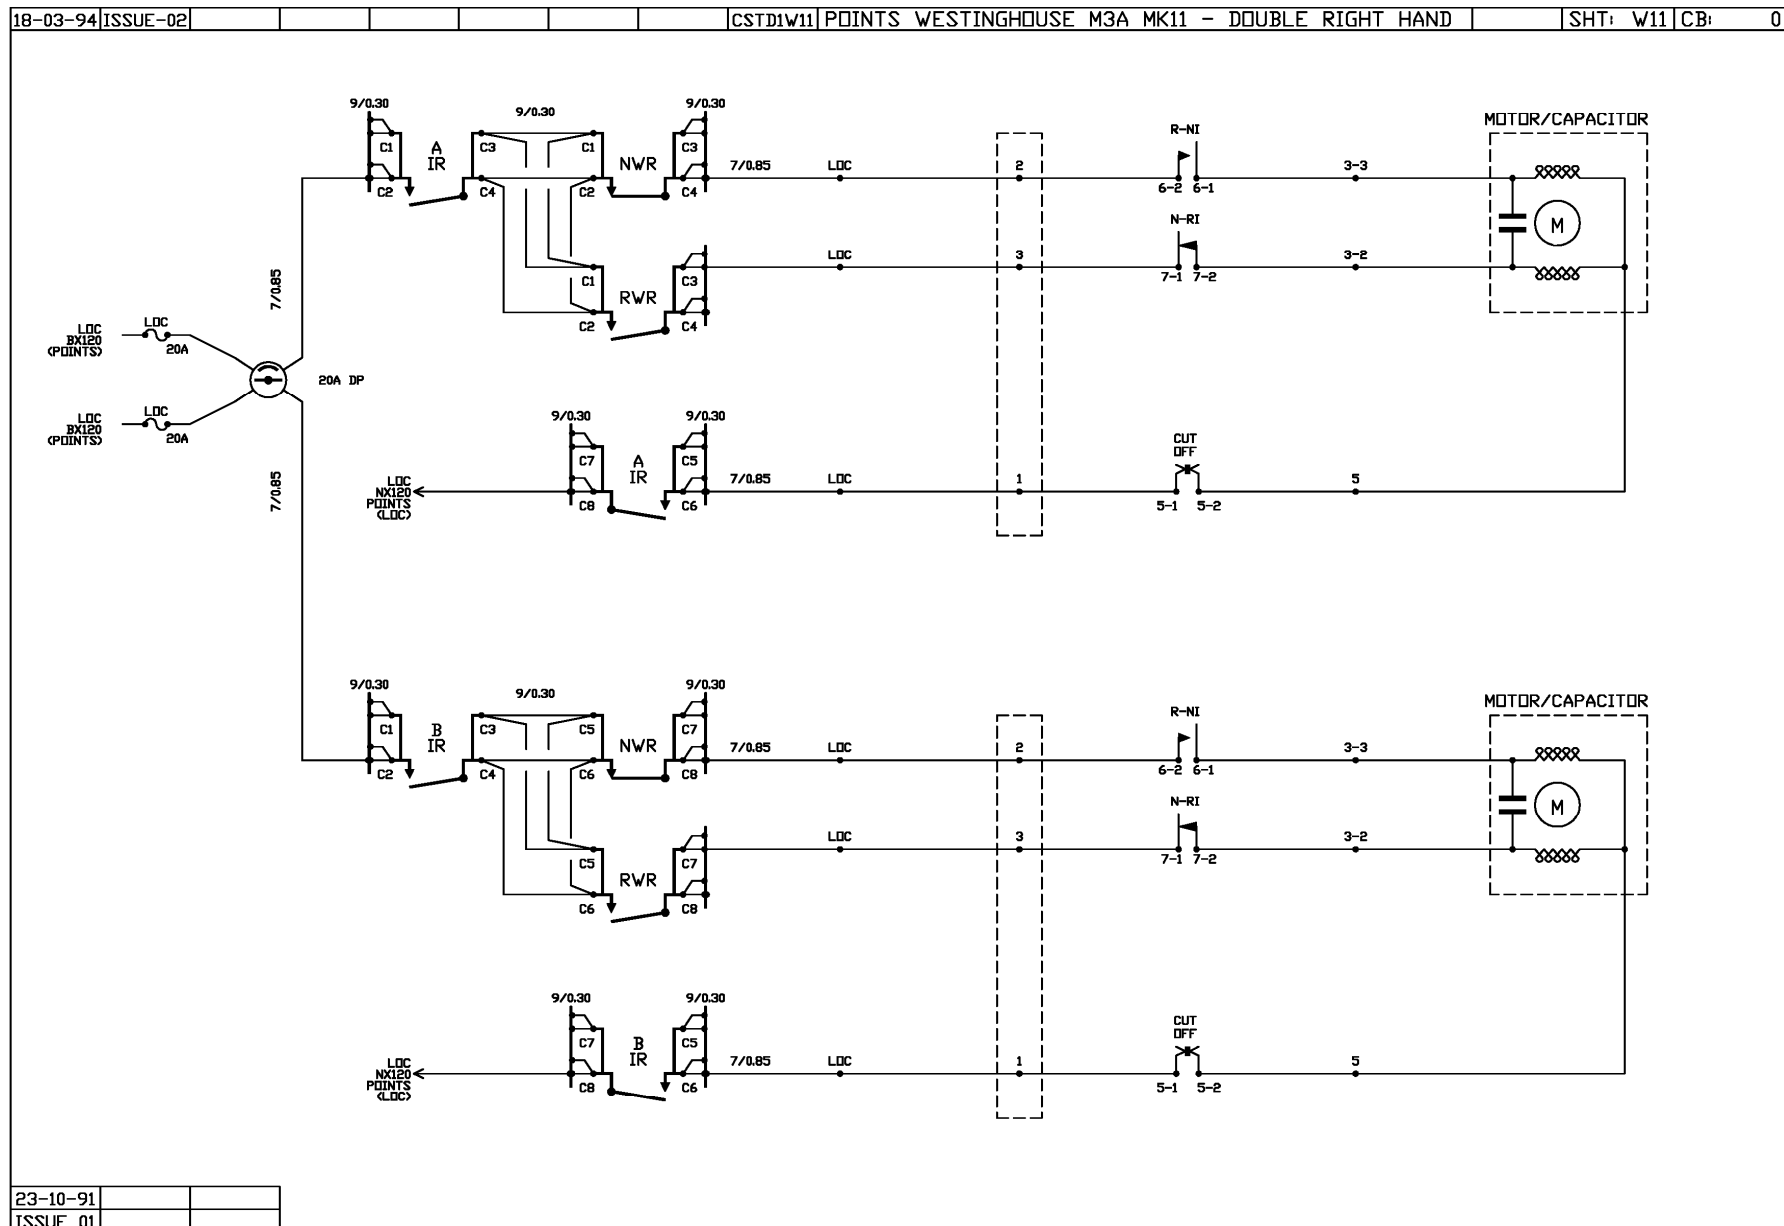 18-03-94 ISSUE-02 CSTD1W11 POINTS WESTINGHOUSE M3A MK11 - DOUBLE RIGHT HAND SHT: W11 CB: 0
9/0.30 9/0.30 9/0.30
MOTOR/CAPACITOR
R-NI
C1 A IR C3 C1 NWR C3
7/0.85 LOC 2 3-3
C2 C4 C2 C4 6-2 6-1
N-RI
M
LOC 3 3-2
C1 C3 7-1 7-2
7/0.85
RWR
C2 C4
LOC BX120 (POINTS)
LOC
20A
20A DP
LOC BX120 (POINTS)
LOC
20A
9/0.30 9/0.30
CUT OFF
C7 A IR C5
7/0.85
LOC NX120 POINTS (LOC)
7/0.85 LOC 1 5
C8 C6 5-1 5-2
9/0.30 9/0.30 9/0.30
MOTOR/CAPACITOR
R-NI
C1 B IR C3 C5 NWR C7
7/0.85 LOC 2 3-3
C2 C4 C6 C8 6-2 6-1
N-RI
M
LOC 3 3-2
C5 C7 7-1 7-2
RWR
C6 C8
9/0.30 9/0.30
CUT OFF
C7 B IR C5
LOC NX120 POINTS (LOC)
7/0.85 LOC 1 5
C8 C6 5-1 5-2
23-10-91
ISSUE 01